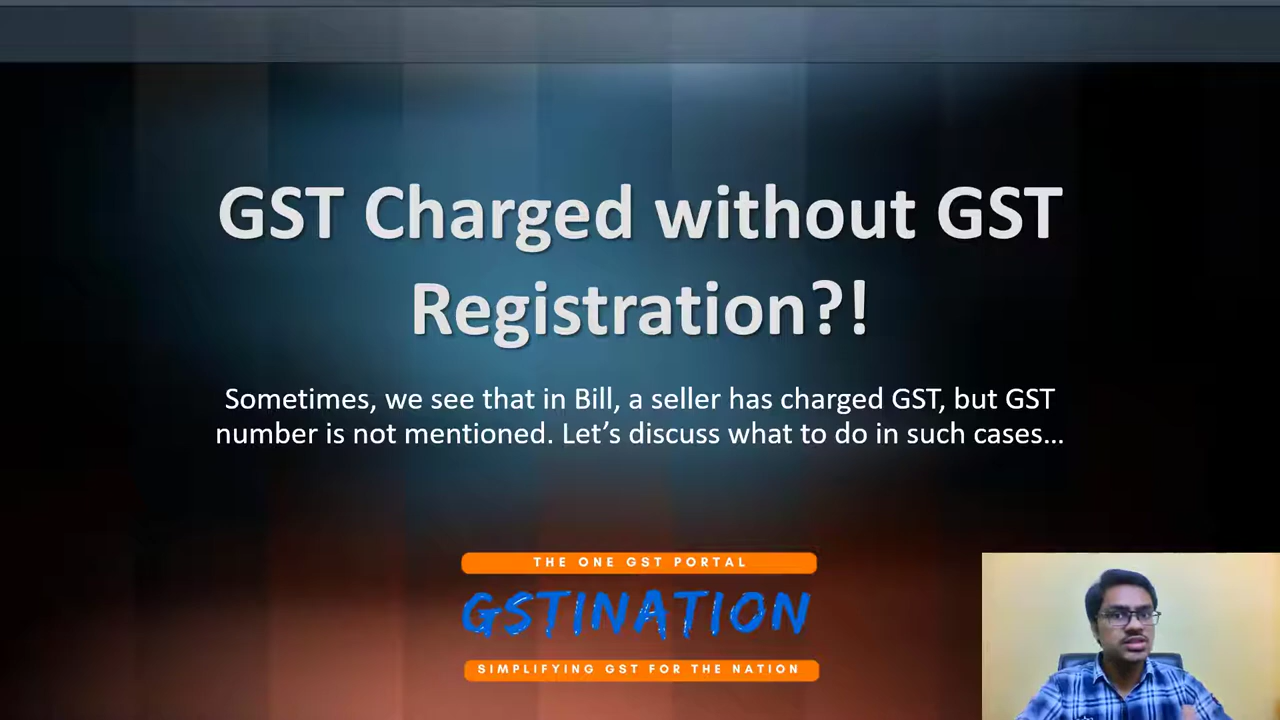 GST Charged without GST
Registration?!
Sometimes, we see that in Bill, a seller has charged GST, but GST
number is not mentioned. Let’s discuss what to do in such cases…
THE ONE GST PORTAL
GSTINATION
SIMPLIFYING GST FOR THE NATION